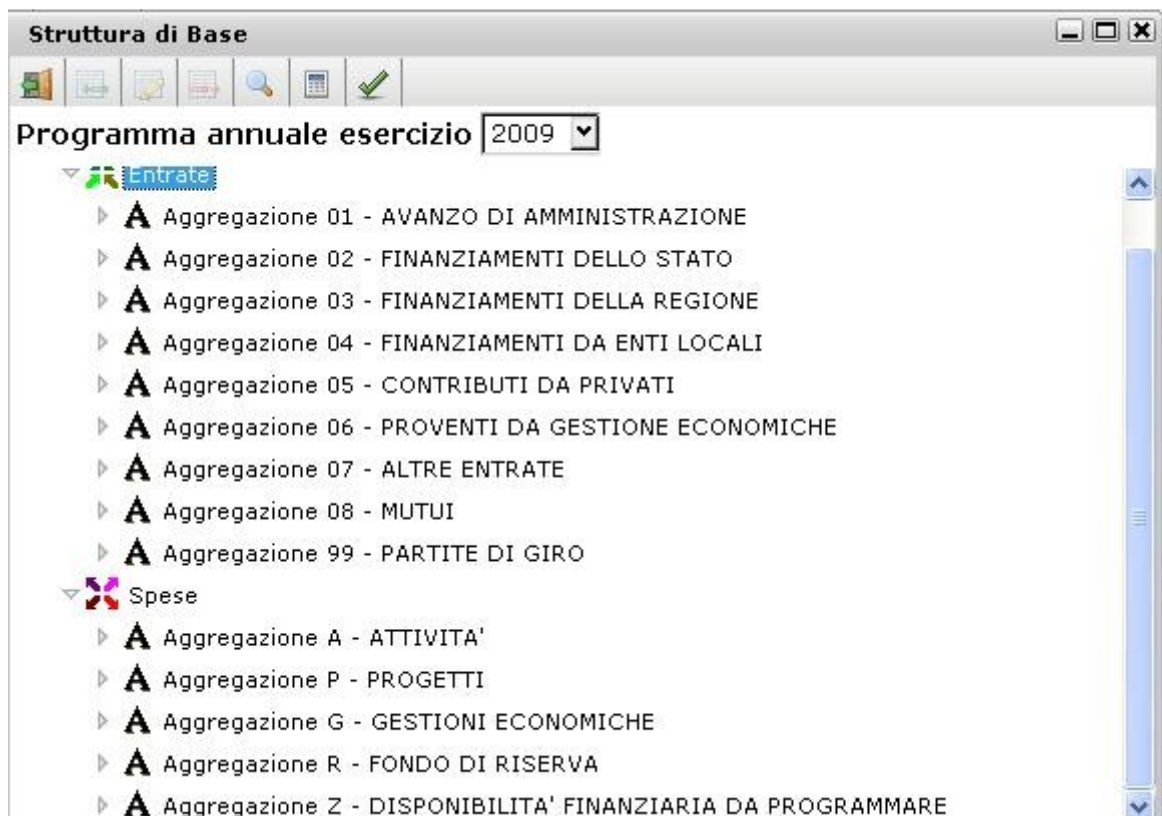 Struttura di Base
Programma annuale esercizio 2009
Entrate
A Aggregazione 01 - AVANZO DI AMMINISTRAZIONE
A Aggregazione 02 - FINANZIAMENTI DELLO STATO
A Aggregazione 03 - FINANZIAMENTI DELLA REGIONE
A Aggregazione 04 - FINANZIAMENTI DA ENTI LOCALI
A Aggregazione 05 - CONTRIBUTI DA PRIVATI
A Aggregazione 06 - PROVENTI DA GESTIONE ECONOMICHE
A Aggregazione 07 - ALTRE ENTRATE
A Aggregazione 08 - MUTUI
A Aggregazione 99 - PARTITE DI GIRO
Spese
A Aggregazione A - ATTIVITA'
A Aggregazione P - PROGETTI
A Aggregazione G - GESTIONI ECONOMICHE
A Aggregazione R - FONDO DI RISERVA
A Aggregazione Z - DISPONIBILITA' FINANZIARIA DA PROGRAMMARE